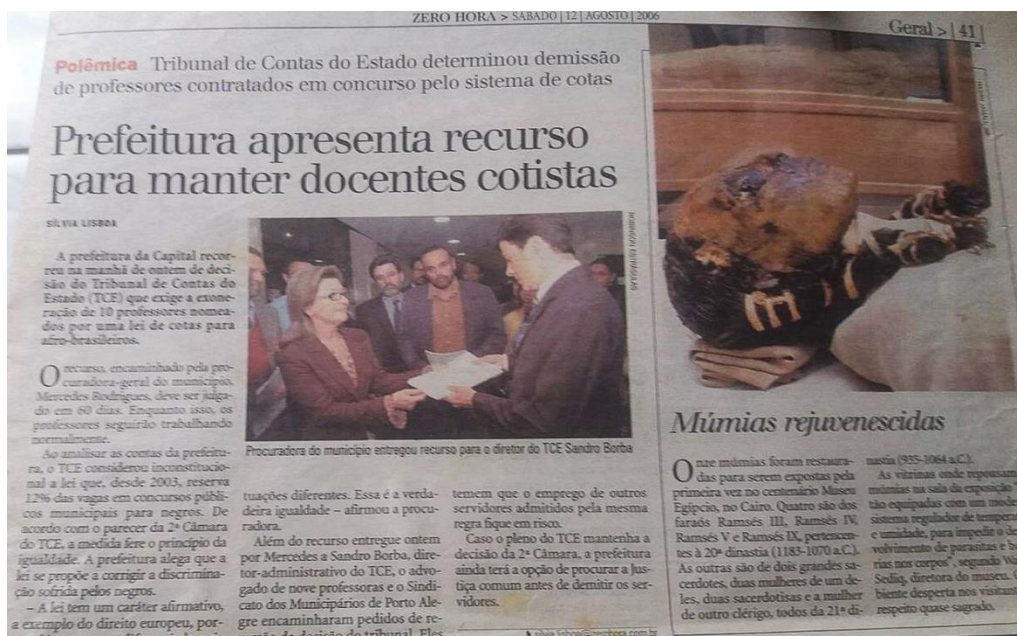 ZERO HORA > SÁBADO | 12 | AGOSTO | 2006
Geral > | 41 |
Polêmica Tribunal de Contas do Estado determinou demissão
de professores contratados em concurso pelo sistema de cotas
Prefeitura apresenta recurso
para manter docentes cotistas
SÍLVIA LISBOA
A prefeitura da Capital recor-
reu na manhã de ontem de deci-
são do Tribunal de Contas do
Estado (TCE) que exige a exone-
ração de 10 professores nomea-
dos por uma lei de cotas para
afro-brasileiros.
O recurso, encaminhado pela pro-
curadora-geral do município,
Mercedes Rodrigues, deve ser julga-
do em 60 dias. Enquanto isso, os
professores seguirão trabalhando
normalmente.
Ao analisar as contas da prefeitu-
ra, o TCE considerou inconstitucio-
nal a lei que, desde 2003, reserva
12% das vagas em concursos públi-
cos municipais para negros. De
acordo com o parecer da 2ª Câmara
do TCE, a medida fere o princípio da
igualdade. A prefeitura alega que a
lei se propõe a corrigir a discrimina-
ção sofrida pelos negros.
– A lei tem um caráter afirmativo,
a exemplo do direito europeu, por-
ROBINSON ESTRÁSULAS
Procuradora do município entregou recurso para o diretor do TCE Sandro Borba
tuações diferentes. Essa é a verda-
deira igualdade – afirmou a procu-
radora.
Além do recurso entregue ontem
por Mercedes a Sandro Borba, dire-
tor-administrativo do TCE, o advo-
gado de nove professoras e o Sindi-
cato dos Municipários de Porto Ale-
gre encaminharam pedidos de re-
decisão do tribunal. Eles
temem que o emprego de outros
servidores admitidos pela mesma
regra fique em risco.
Caso o pleno do TCE mantenha a
decisão da 2ª Câmara, a prefeitura
ainda terá a opção de procurar a Jus-
tiça comum antes de demitir os ser-
vidores.
Múmias rejuvenescidas
Onze múmias foram restaura-
das para serem expostas pela
primeira vez no centenário Museu
Egípcio, no Cairo. Quatro são dos
faraós Ramsés III, Ramsés IV,
Ramsés V e Ramsés IX, pertencen-
tes à 20ª dinastia (1183-1070 a.C.).
As outras são de dois grandes sa-
cerdotes, duas mulheres de um de-
les, duas sacerdotisas e a mulher
de outro clérigo, todos da 21ª di-
nastia (935-1064 a.C.).
As vitrinas onde repousam
múmias na sala da exposição
tão equipadas com um mode
sistema regulador de tempera
e umidade, para impedir o de
volvimento de parasitas e ba
rias nos corpos", segundo
Sediq, diretora do museu.
biente desperta nos visitant
respeito quase sagrado.